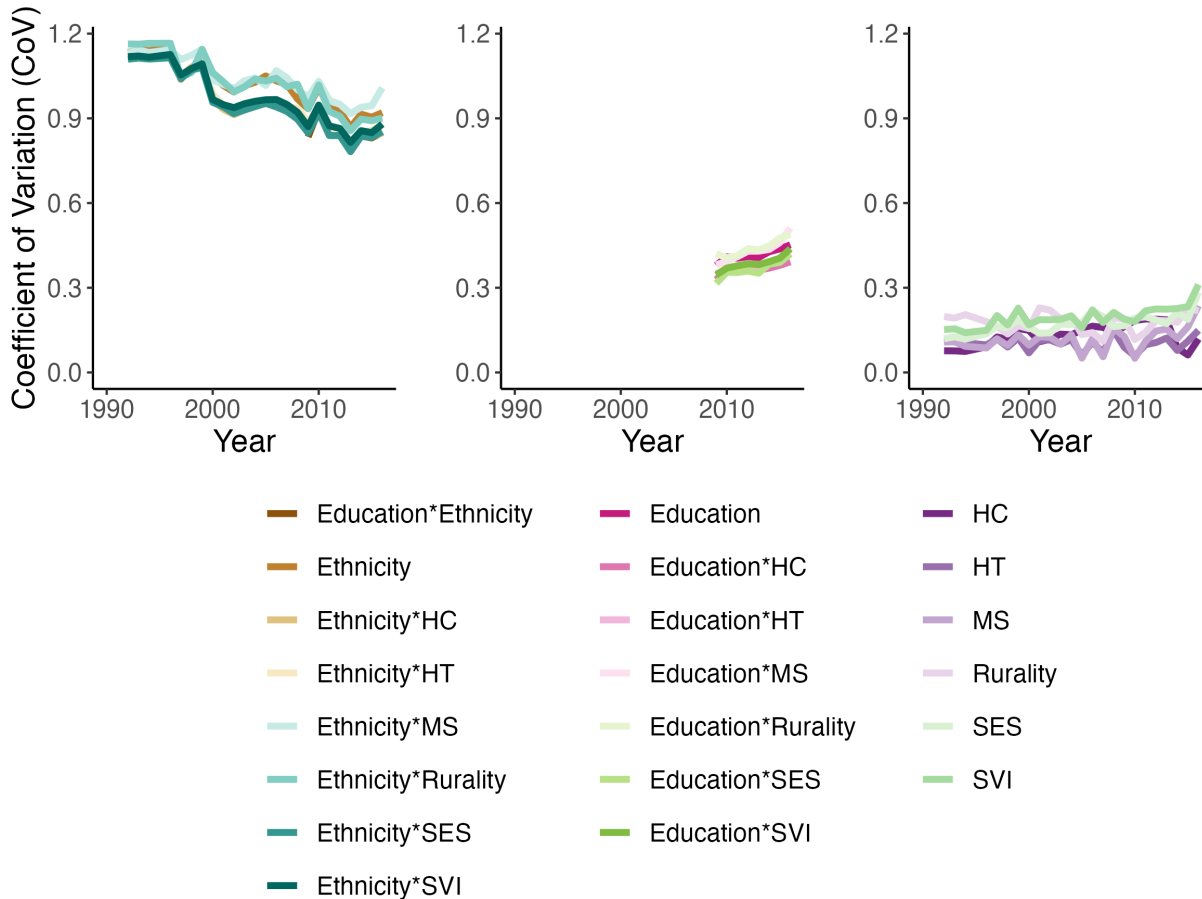 Coefficient of Variation (CoV)
1.2 1.2 1.2
0.9 0.9 0.9
0.6 0.6 0.6
0.3 0.3 0.3
0.0 0.0 0.0
1990 2000 2010 1990 2000 2010 1990 2000 2010
Year Year Year
Education*Ethnicity Education HC
Ethnicity Education*HC HT
Ethnicity*HC Education*HT MS
Ethnicity*HT Education*MS Rurality
Ethnicity*MS Education*Rurality SES
Ethnicity*Rurality Education*SES SVI
Ethnicity*SES Education*SVI
Ethnicity*SVI